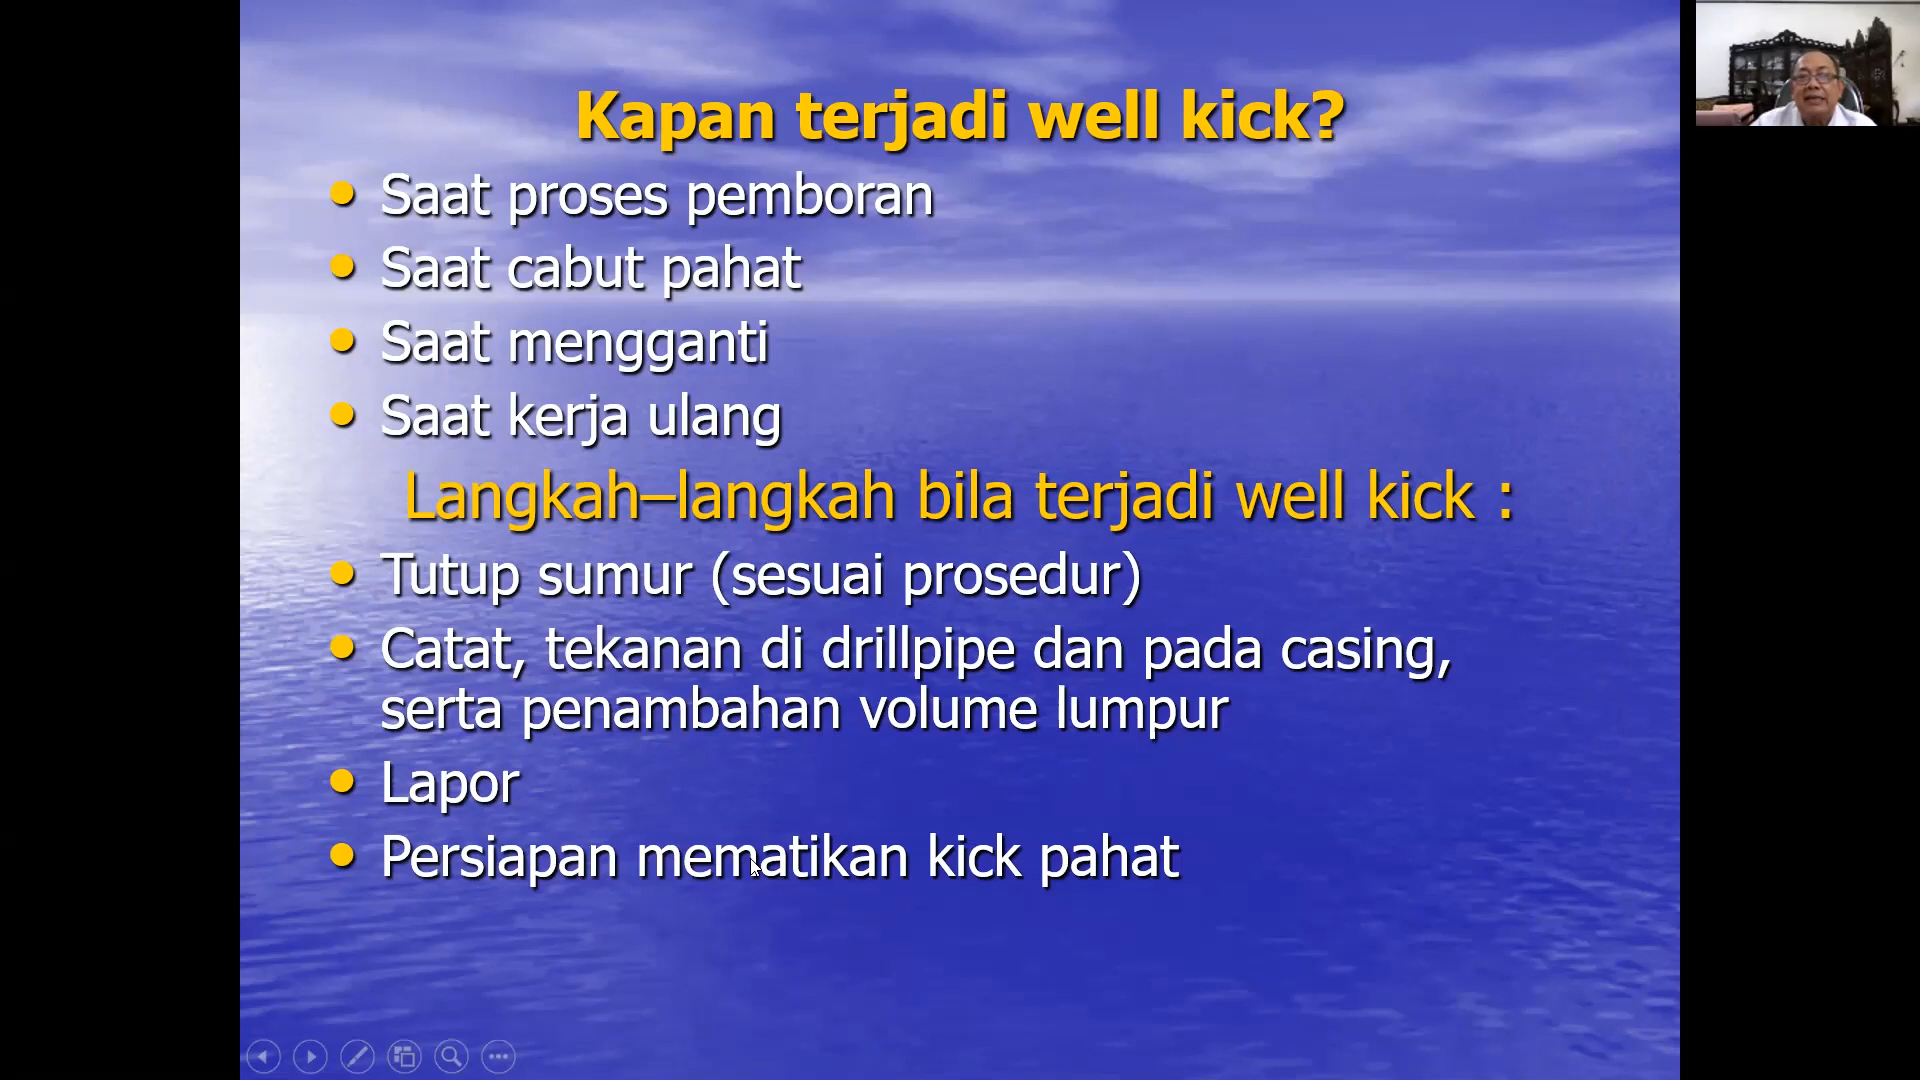 Kapan terjadi well kick?
Saat proses pemboran
Saat cabut pahat
Saat mengganti
Saat kerja ulang
Langkah–langkah bila terjadi well kick :
Tutup sumur (sesuai prosedur)
Catat, tekanan di drillpipe dan pada casing,
serta penambahan volume lumpur
Lapor
Persiapan mematikan kick pahat